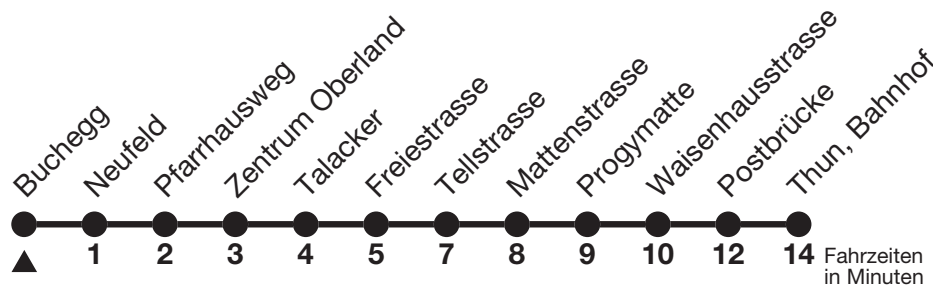 Buchegg
Neufeld
Pfarrhausweg
Zentrum Oberland
Talacker
Freiestrasse
Tellstrasse
Mattenstrasse
Progymatte
Waisenhausstrasse
Postbrücke
Thun, Bahnhof
1 2 3 4 5 7 8 9 10 12 14 Fahrzeiten
in Minuten